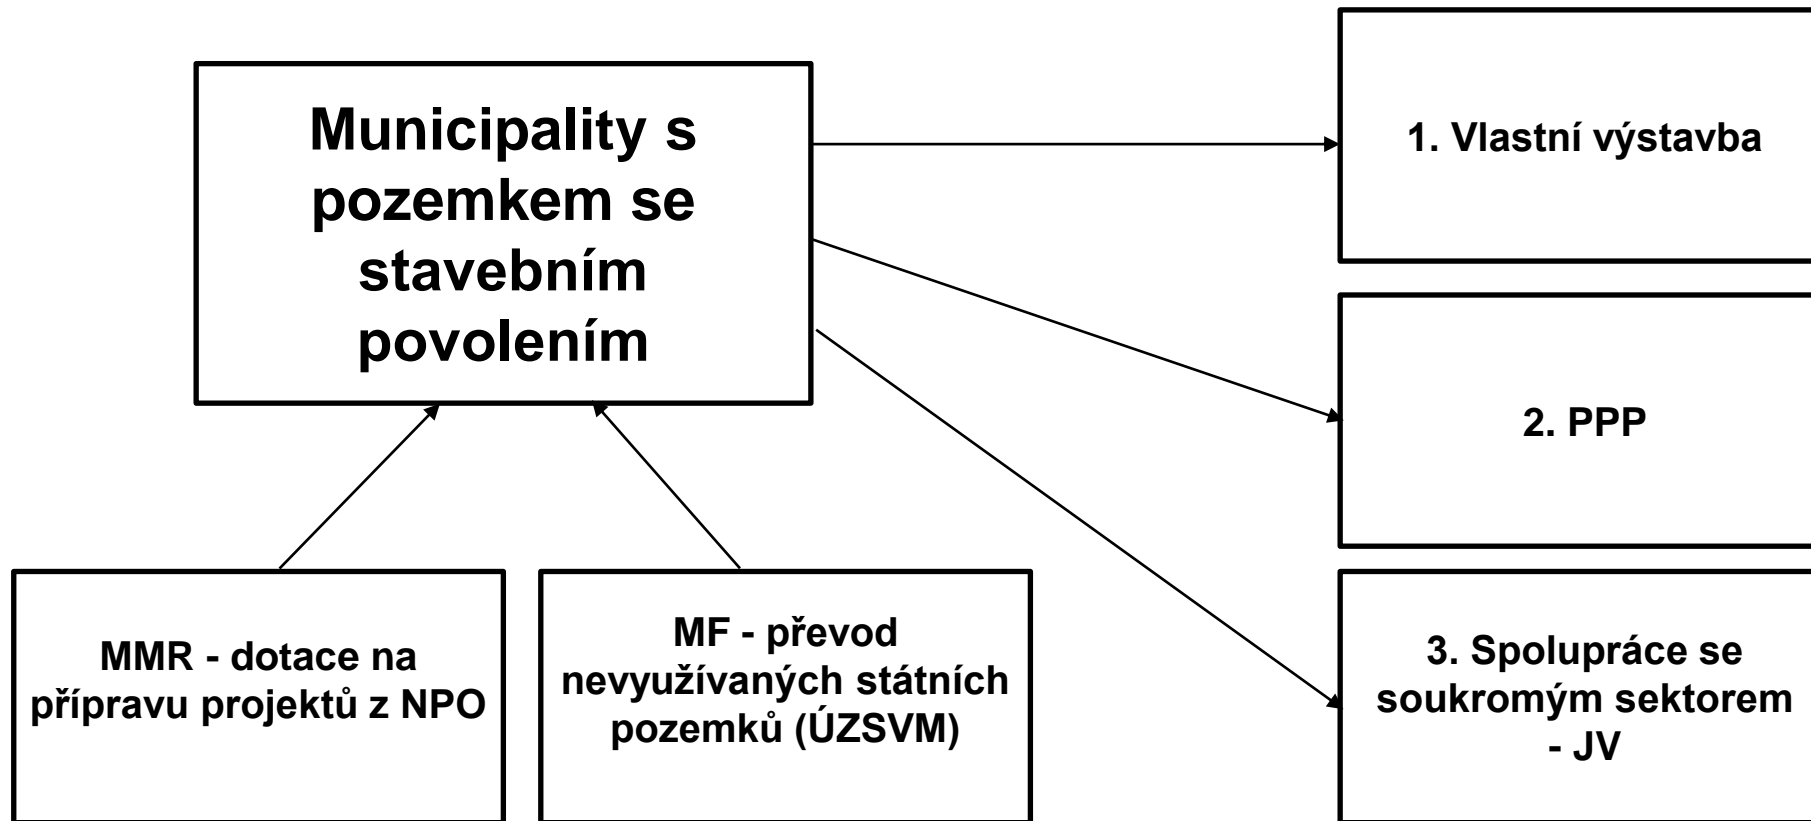 Municipality s
pozemkem se
stavebním
povolením
1. Vlastní výstavba
2. PPP
MMR - dotace na
přípravu projektů z NPO
MF - převod
nevyužívaných státních
pozemků (ÚZSVM)
3. Spolupráce se
soukromým sektorem
- JV